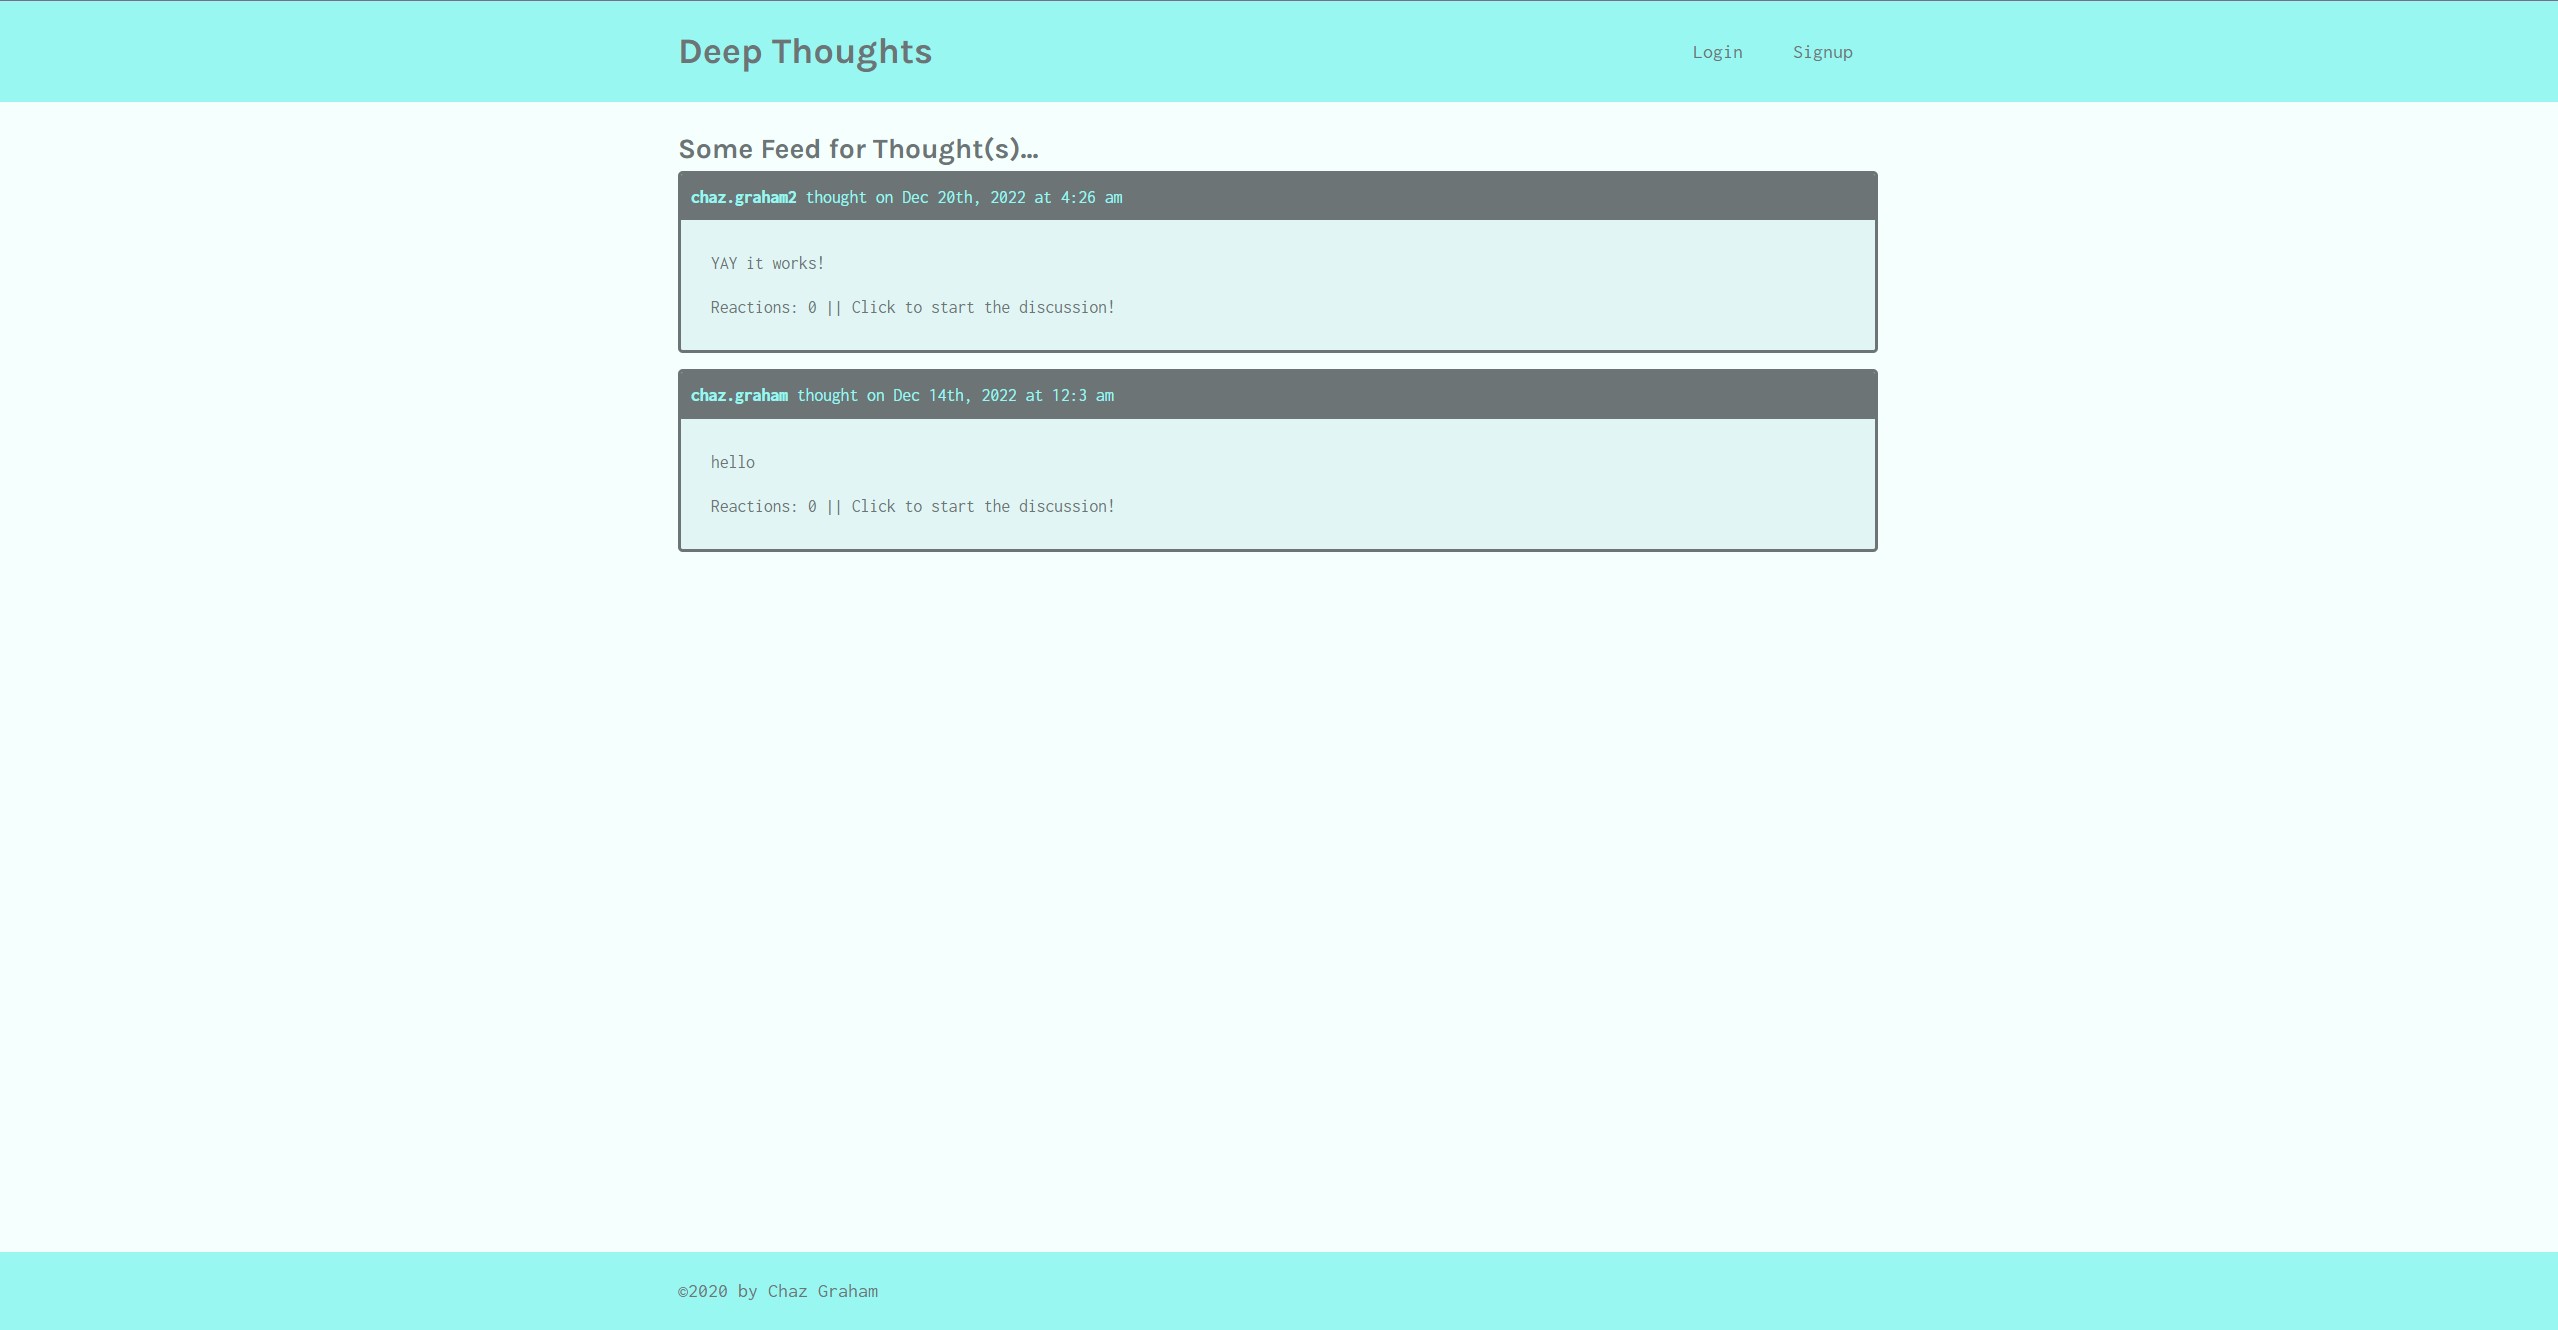 Deep Thoughts
Login Signup
Some Feed for Thought(s)...
chaz.graham2 thought on Dec 20th, 2022 at 4:26 am
YAY it works!
Reactions: 0 || Click to start the discussion!
chaz.graham thought on Dec 14th, 2022 at 12:3 am
hello
Reactions: 0 || Click to start the discussion!
©2020 by Chaz Graham